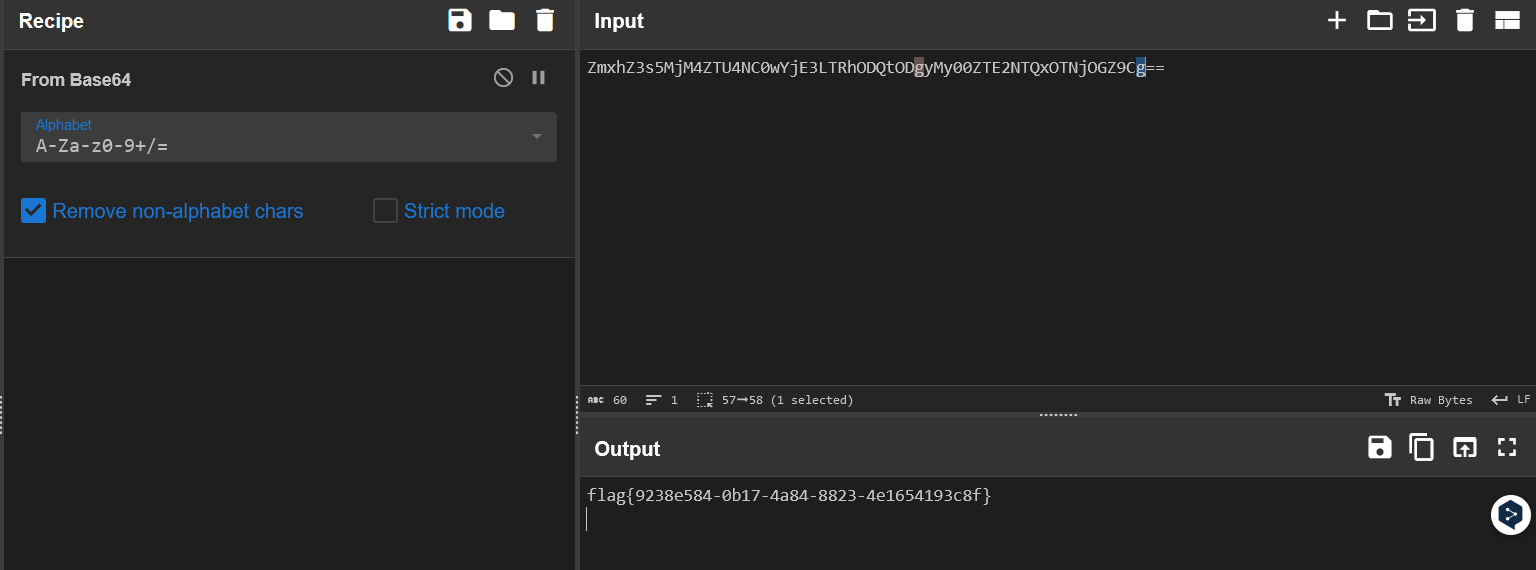 Recipe
From Base64
Alphabet
A-Za-z0-9+/=
Remove non-alphabet chars
Strict mode
Input
ZmxhZ3s5MjM4ZTU4NC0wYjE3LTRhODQtODgyMy00ZTE2NTQxOTNjOGZ9Cg==
ABC 60 1 57→58 (1 selected)
Raw Bytes LF
Output
flag{9238e584-0b17-4a84-8823-4e1654193c8f}